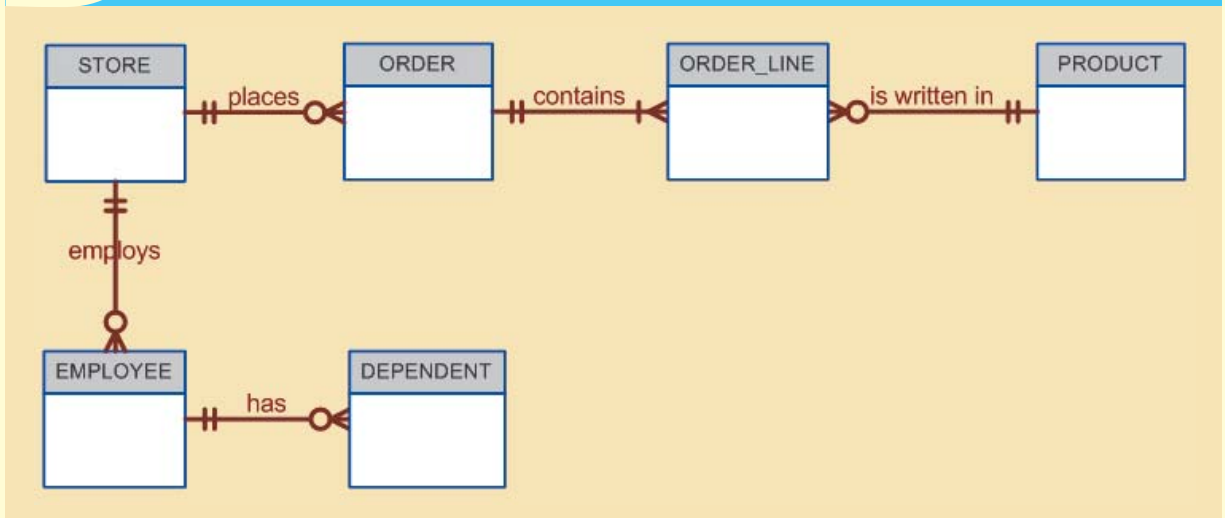 STORE
places
ORDER
contains
ORDER_LINE
is written in
PRODUCT
employs
EMPLOYEE
has
DEPENDENT